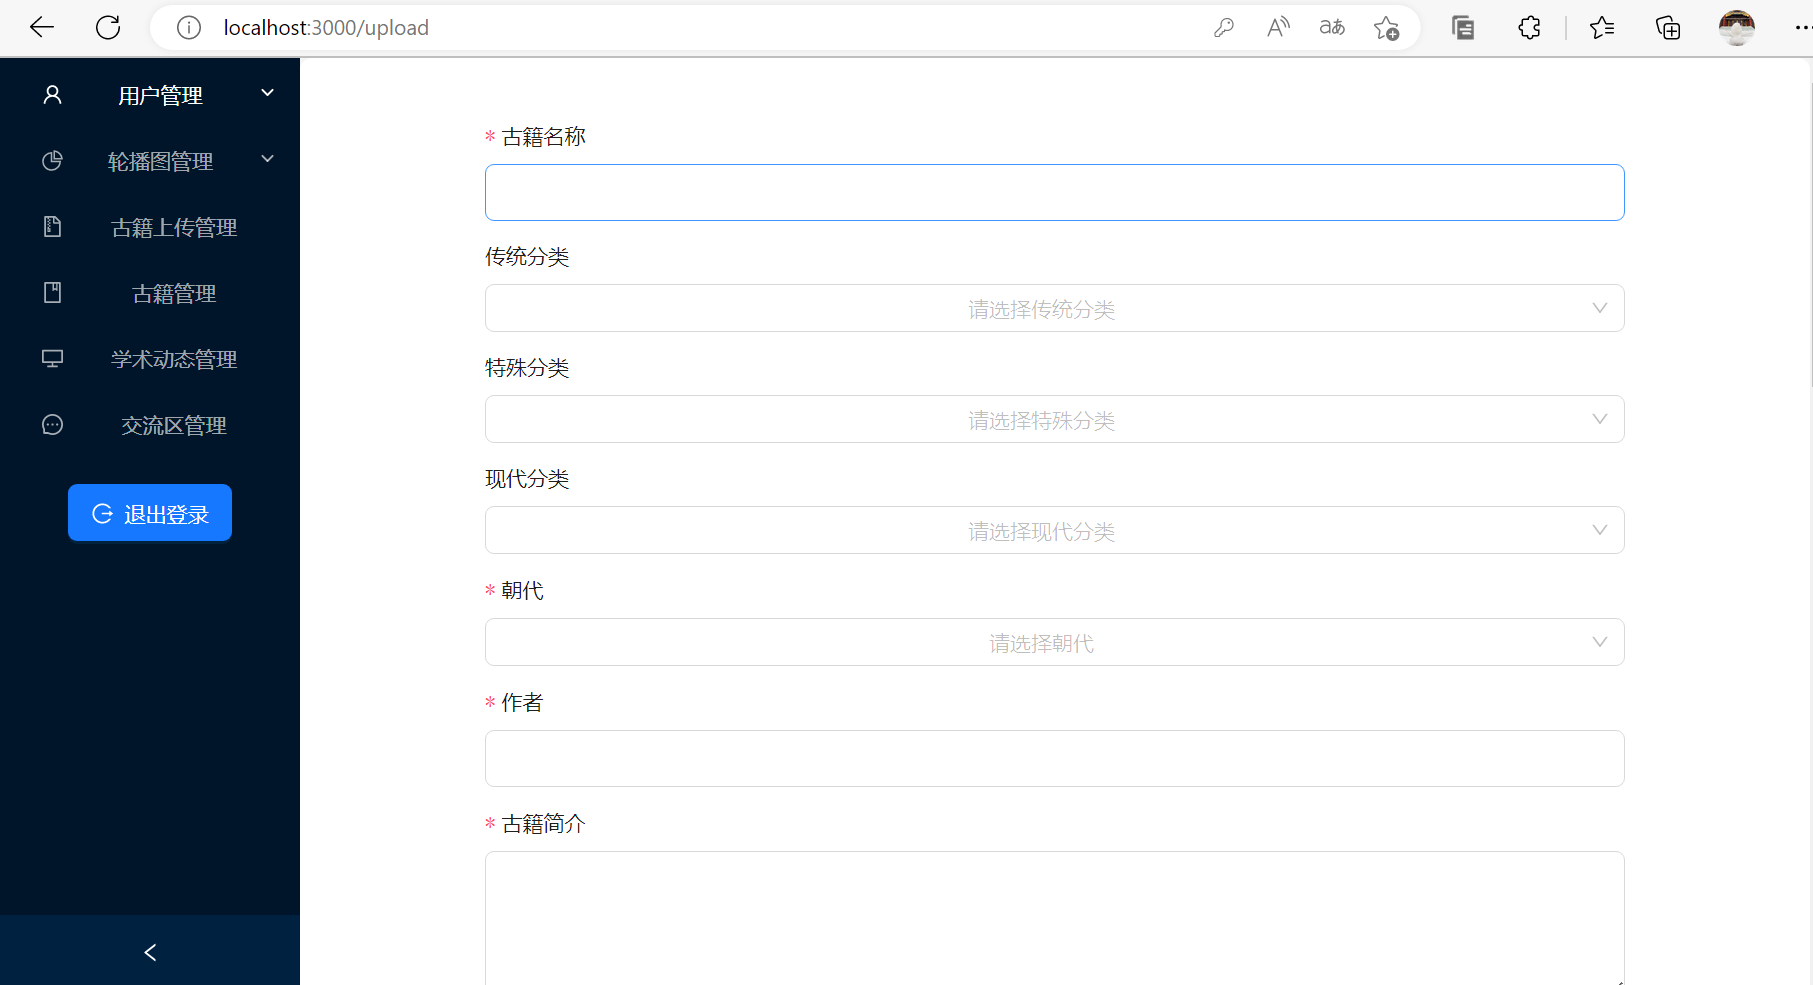 localhost:3000/upload
用户管理
轮播图管理
古籍上传管理
古籍管理
学术动态管理
交流区管理
退出登录
* 古籍名称
传统分类
请选择传统分类
特殊分类
请选择特殊分类
现代分类
请选择现代分类
* 朝代
请选择朝代
* 作者
* 古籍简介